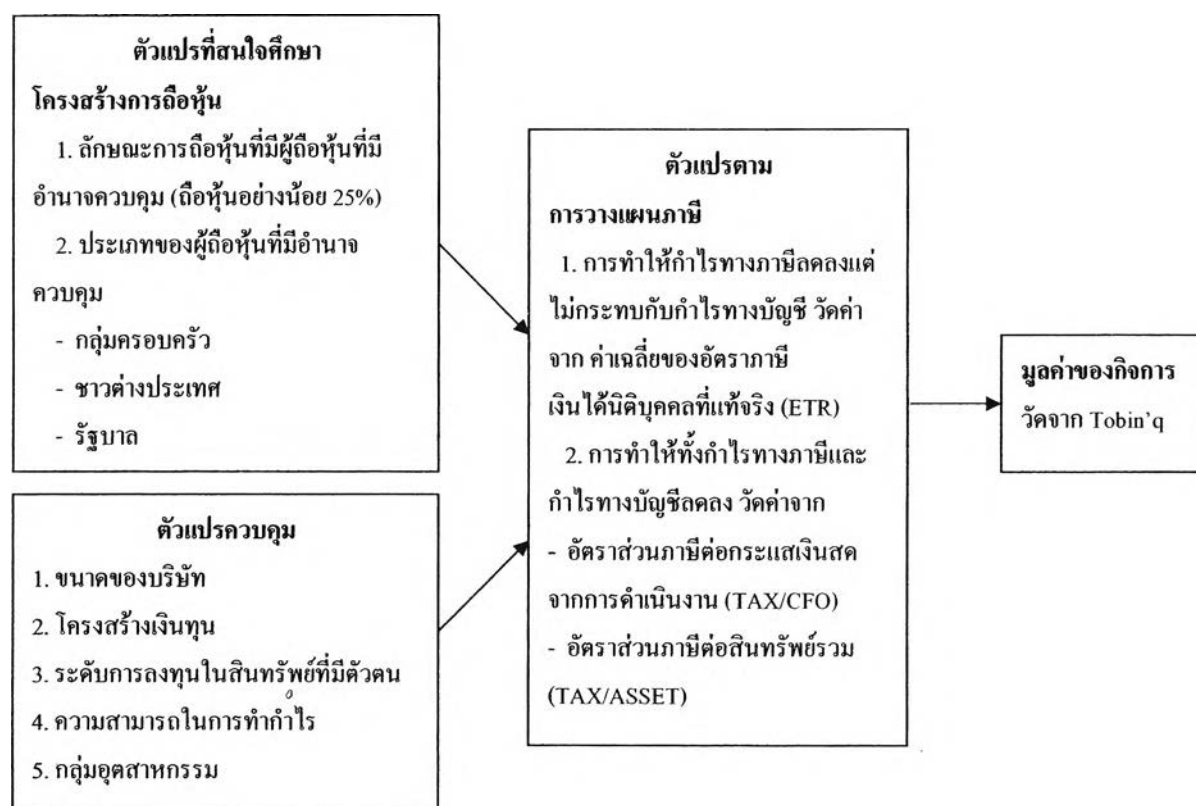 ตัวแปรที่สนใจศึกษา
โครงสร้างการถือหุ้น
1. ลักษณะการถือหุ้นที่มีผู้ถือหุ้นที่มี
อำนาจควบคุม (ถือหุ้นอย่างน้อย 25%)
2. ประเภทของผู้ถือหุ้นที่มีอำนาจ
ควบคุม
- กลุ่มครอบครัว
- ชาวต่างประเทศ
- รัฐบาล
ตัวแปรควบคุม
1. ขนาดของบริษัท
2. โครงสร้างเงินทุน
3. ระดับการลงทุนในสินทรัพย์ที่มีตัวตน
4. ความสามารถในการทำกำไร
5. กลุ่มอุตสาหกรรม
ตัวแปรตาม
การวางแผนภาษี
1. การทำให้กำไรทางภาษีลดลงแต่
ไม่กระทบกับกำไรทางบัญชี วัดค่า
จาก ค่าเฉลี่ยของอัตราภาษี
เงินได้นิติบุคคลที่แท้จริง (ETR)
2. การทำให้ทั้งกำไรทางภาษีและ
กำไรทางบัญชีลดลง วัดค่าจาก
- อัตราส่วนภาษีต่อกระแสเงินสด
จากการดำเนินงาน (TAX/CFO)
- อัตราส่วนภาษีต่อสินทรัพย์รวม
(TAX/ASSET)
มูลค่าของกิจการ
วัดจาก Tobin'q